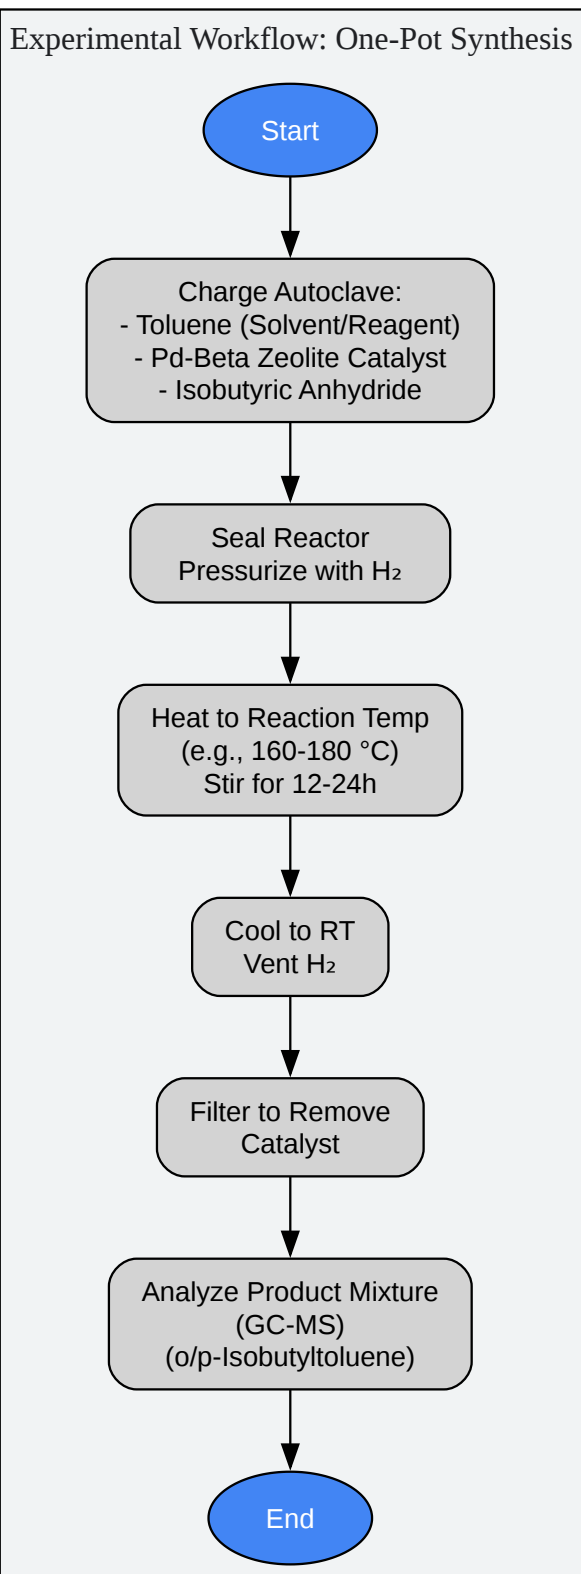 Experimental Workflow: One-Pot Synthesis
Start
Charge Autoclave:
- Toluene (Solvent/Reagent)
- Pd-Beta Zeolite Catalyst
- Isobutyric Anhydride
Seal Reactor
Pressurize with H₂
Heat to Reaction Temp
(e.g., 160-180 °C)
Stir for 12-24h
Cool to RT
Vent H₂
Filter to Remove
Catalyst
Analyze Product Mixture
(GC-MS)
(o/p-Isobutyltoluene)
End